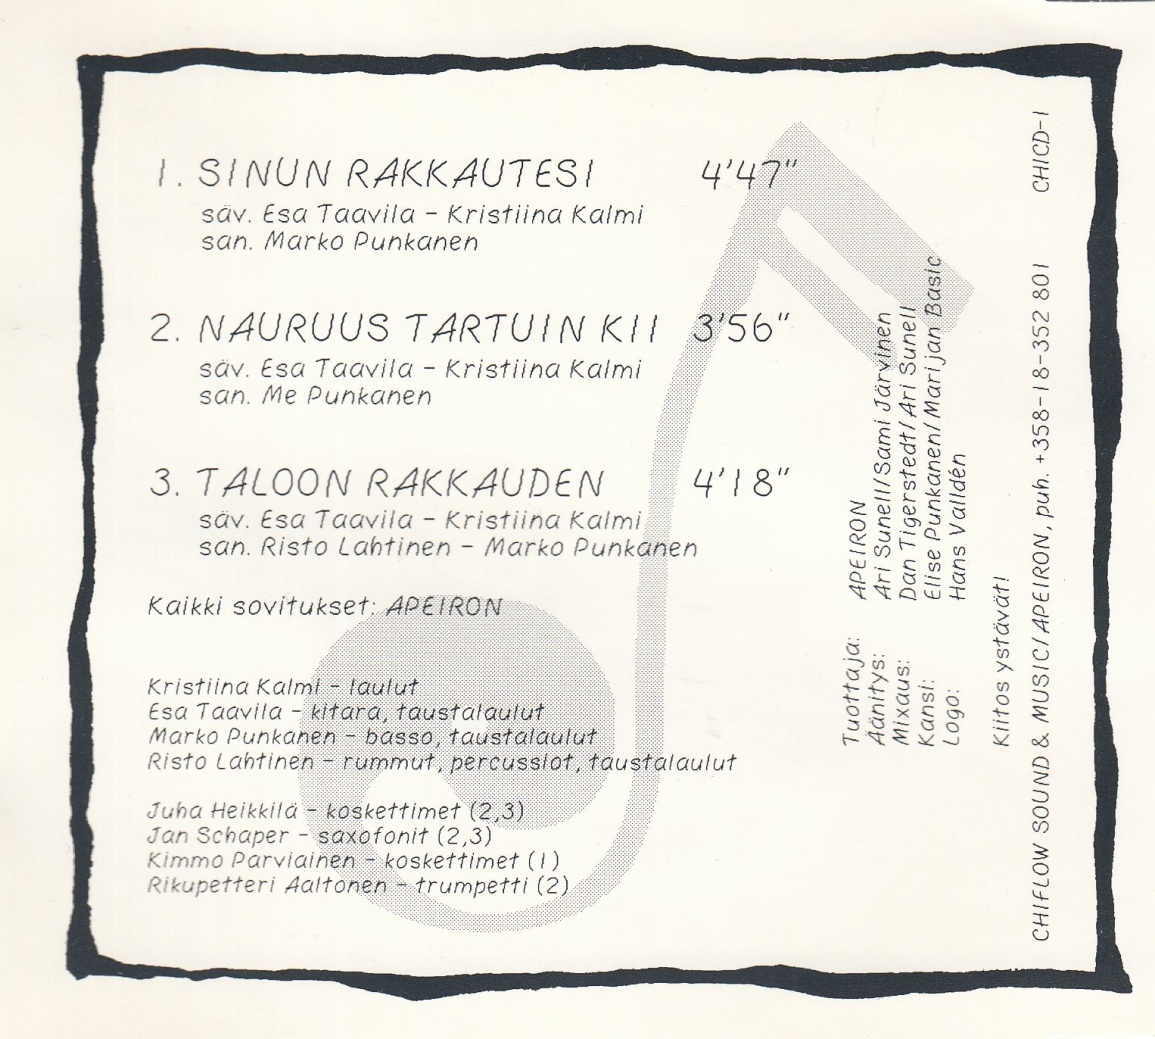 1. SINUN RAKKAUTESI 4'47"
säv. Esa Taavila - Kristiina Kalmi
san. Marko Punkanen
2. NAURUUS TARTUIN KII 3'56"
säv. Esa Taavila - Kristiina Kalmi
san. Me Punkanen
3. TALOON RAKKAUDEN 4'18"
säv. Esa Taavila - Kristiina Kalmi
san. Risto Lahtinen - Marko Punkanen
Kaikki sovitukset: APEIRON
Kristiina Kalmi - laulut
Esa Taavila - kitara, taustalaulut
Marko Punkanen - basso, taustalaulut
Risto Lahtinen - rummut, percussiot, taustalaulut
Juha Heikkilä - koskettimet (2,3)
Jan Schaper - saxofonit (2,3)
Kimmo Parviainen - koskettimet (1)
Rikupetteri Aaltonen - trumpetti (2)
Tuottaja: APEIRON
Äänitys: Ari Sunell/Sami Järvinen
Mixaus: Dan Tigerstedt/Ari Sunell
Kansi: Elise Punkanen/Marijan Basic
Logo: Hans Valldén
Kiitos ystävät!
CHIFLOW SOUND & MUSIC/APEIRON, puh. +358-18-352 801 CHICD-1